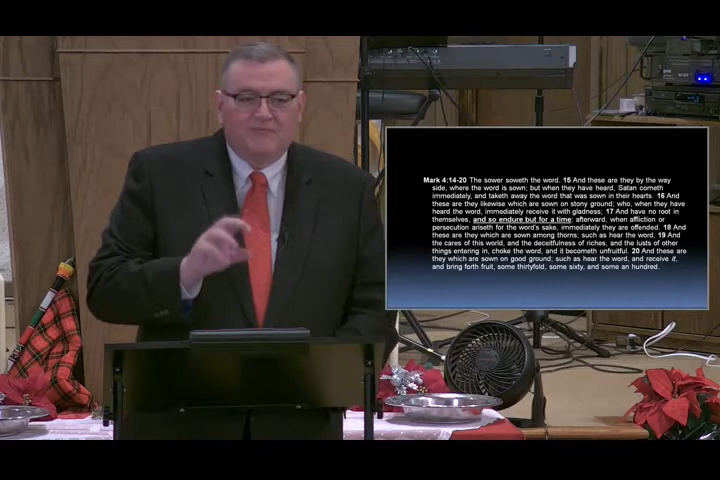 Mark 4:14-20 The sower soweth the word. 15 And these are they by the way
side, where the word is sown; but when they have heard, Satan cometh
immediately, and taketh away the word that was sown in their hearts. 16 And
these are they likewise which are sown on stony ground; who, when they have
heard the word, immediately receive it with gladness; 17 And have no root in
themselves, and so endure but for a time: afterward, when affliction or
persecution ariseth for the word's sake, immediately they are offended. 18 And
these are they which are sown among thorns; such as hear the word, 19 And
the cares of this world, and the deceitfulness of riches, and the lusts of other
things entering in, choke the word, and it becometh unfruitful. 20 And these are
they which are sown on good ground; such as hear the word, and receive it,
and bring forth fruit, some thirtyfold, some sixty, and some an hundred.